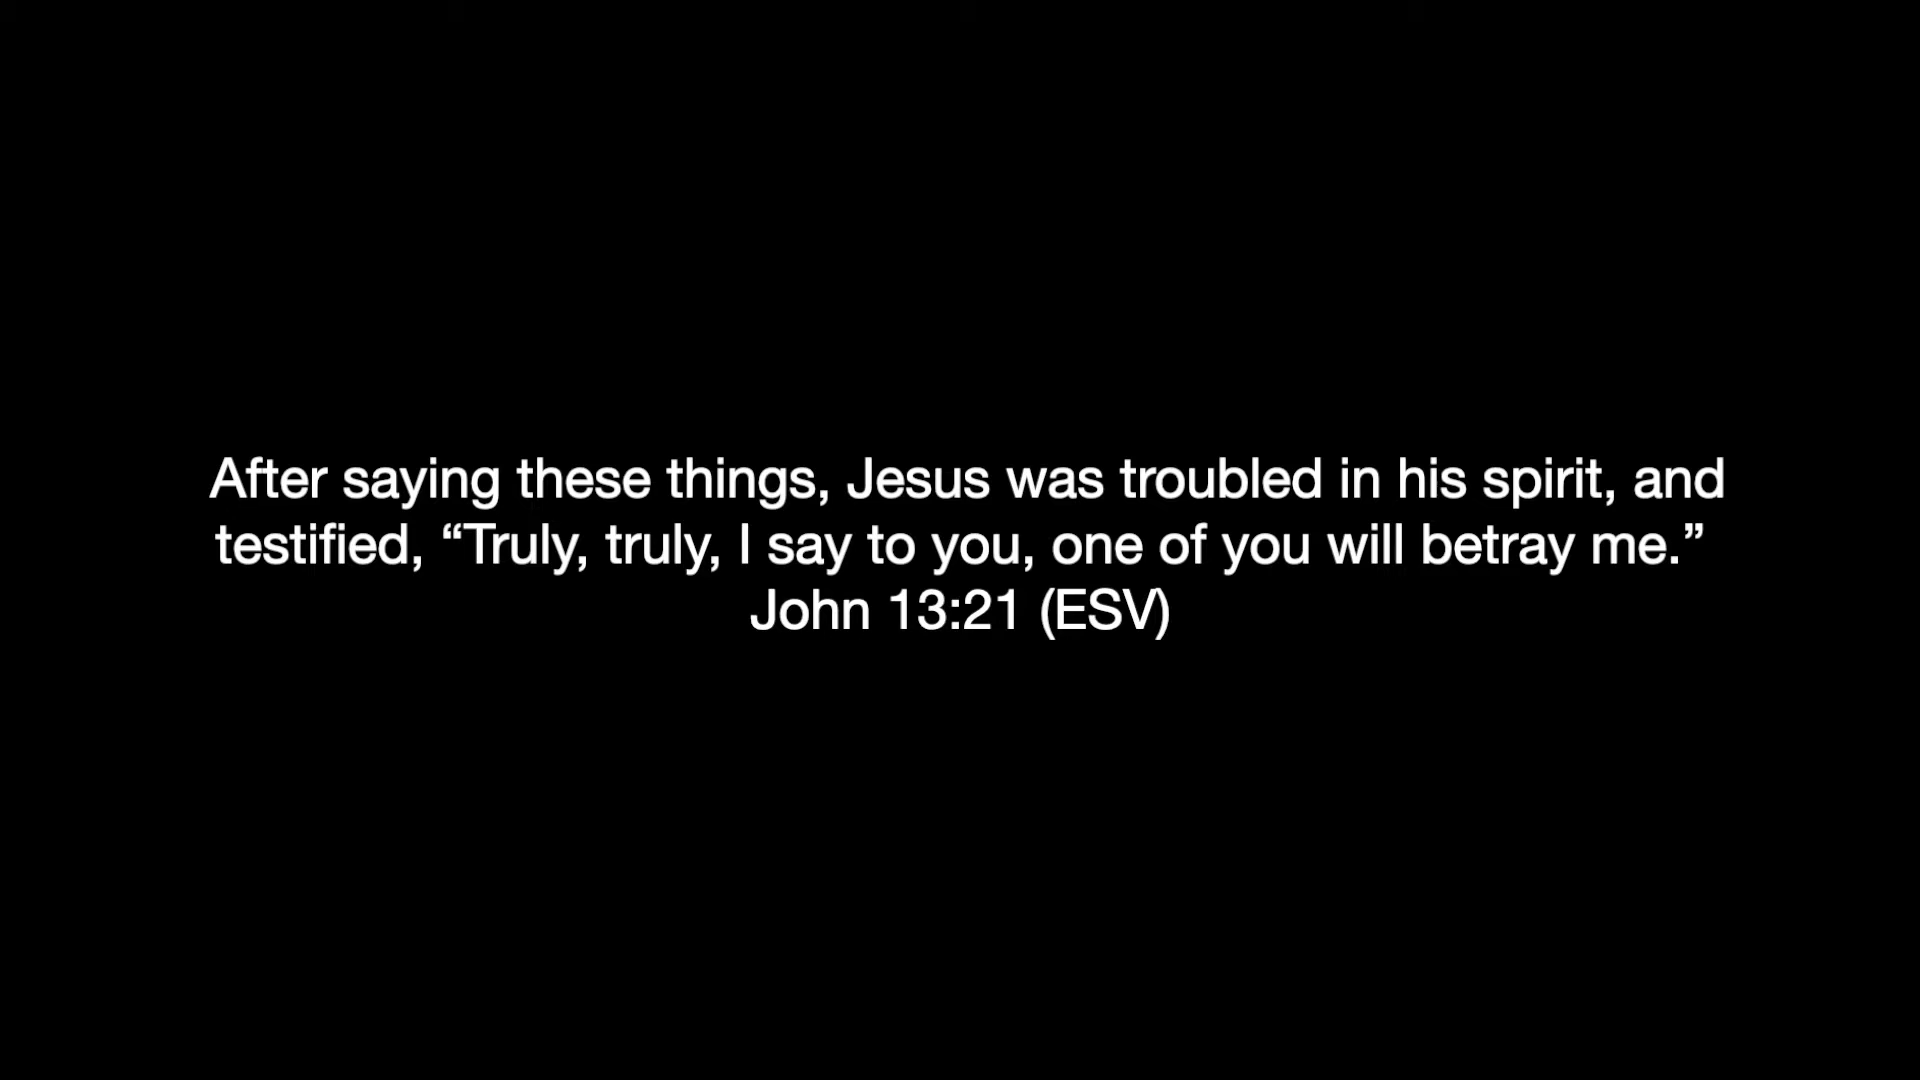 After saying these things, Jesus was troubled in his spirit, and
testified, “Truly, truly, I say to you, one of you will betray me.”
John 13:21 (ESV)